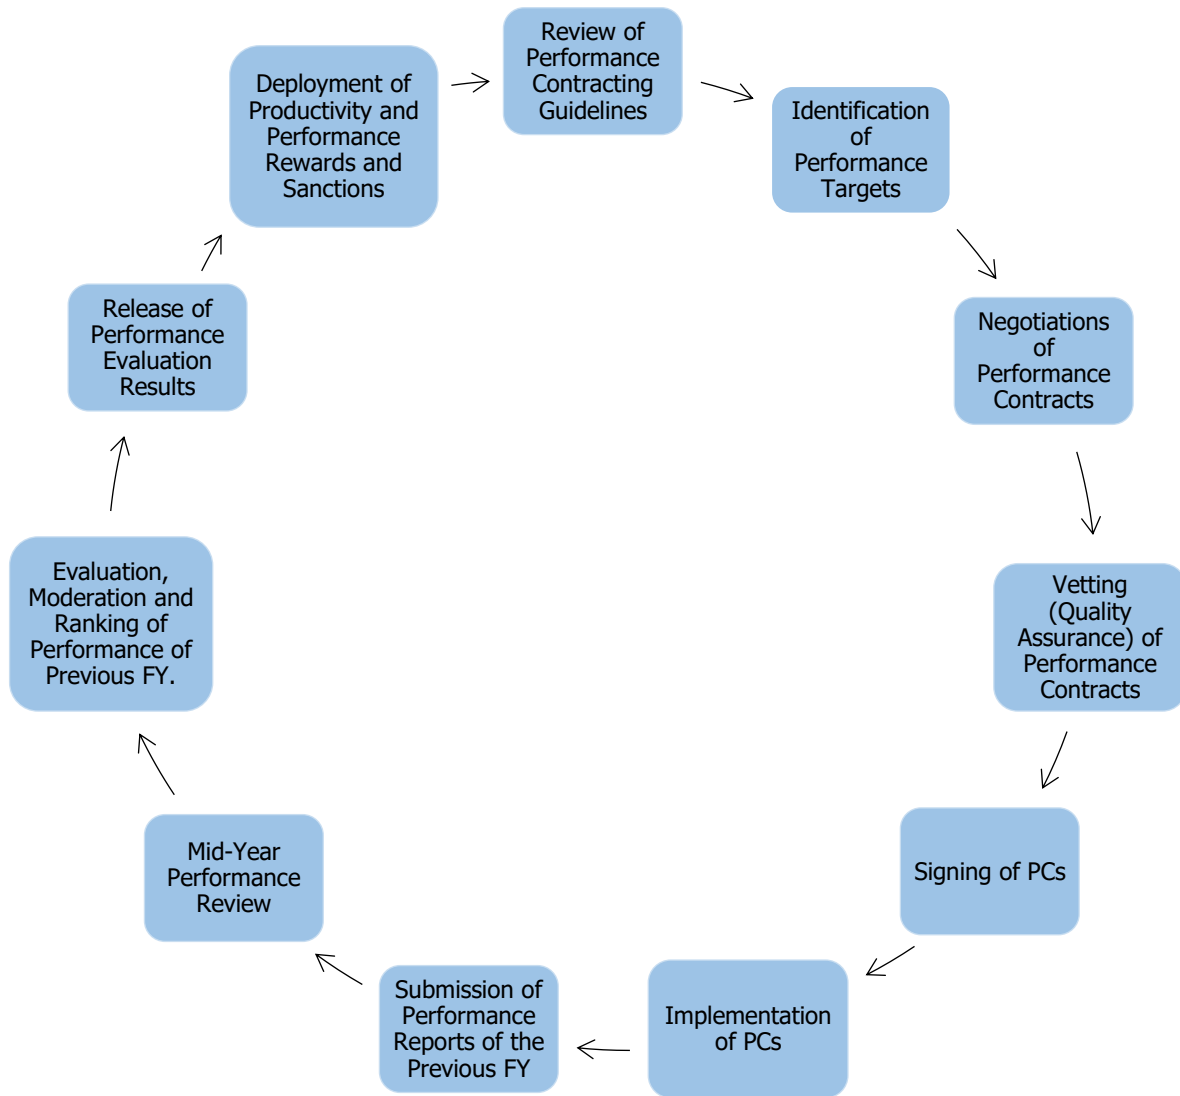 Review of
Performance
Contracting
Guidelines
Identification
of
Performance
Targets
Negotiations
of
Performance
Contracts
Vetting
(Quality
Assurance) of
Performance
Contracts
Signing of PCs
Implementation
of PCs
Submission of
Performance
Reports of the
Previous FY
Mid-Year
Performance
Review
Evaluation,
Moderation and
Ranking of
Performance of
Previous FY.
Release of
Performance
Evaluation
Results
Deployment of
Productivity and
Performance
Rewards and
Sanctions